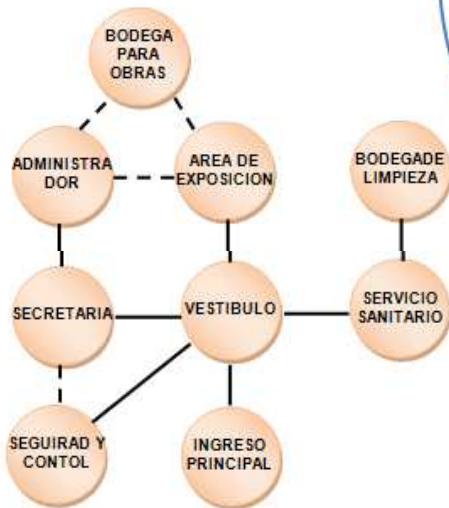 BODEGA
PARA
OBRAS
ADMINISTRA
DOR
AREA DE
EXPOSICION
BODEGADE
LIMPIEZA
SECRETARIA
VESTIBULO
SERVICIO
SANITARIO
SEGUIRAD Y
CONTOL
INGRESO
PRINCIPAL